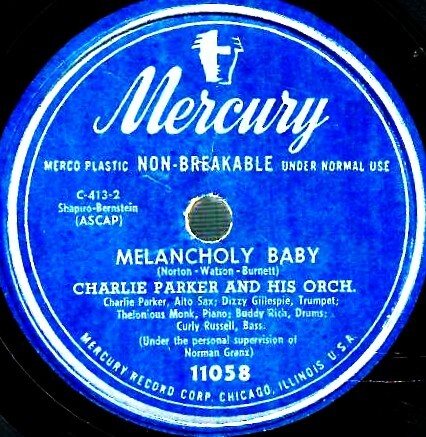 Mercury
MERCO PLASTIC NON-BREAKABLE UNDER NORMAL USE
C-413-2
Shapiro-Bernstein
(ASCAP)
MELANCHOLY BABY
(Norton - Watson - Burnett)
CHARLIE PARKER AND HIS ORCH.
Charlie Parker, Alto Sax; Dizzy Gillespie, Trumpet;
Thelonious Monk, Piano; Buddy Rich, Drums;
Curly Russell, Bass.
(Under the personal supervision of
Norman Granz)
11058
MERCURY RECORD CORP. CHICAGO, ILLINOIS U.S.A.